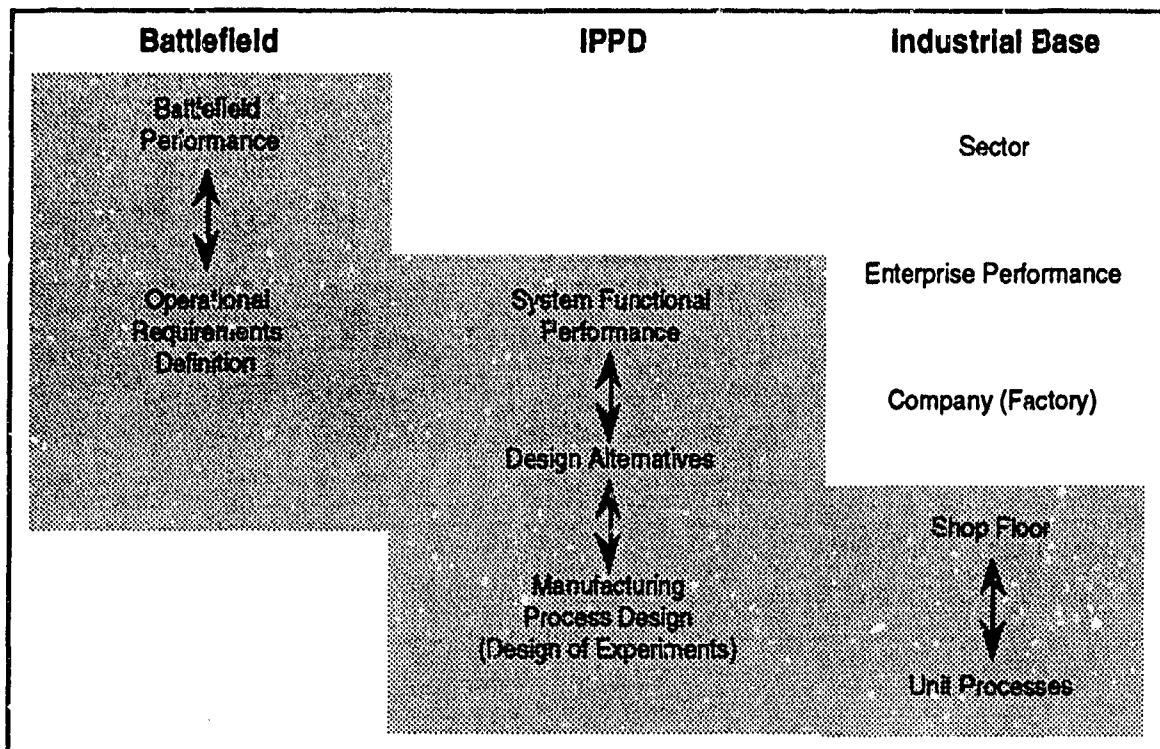 Battlefield
IPPD
Industrial Base
Battlefield
Performance
Sector
Operational
Requirements
Definition
System Functional
Performance
Enterprise Performance
Company (Factory)
Design Alternatives
Shop Floor
Manufacturing
Process Design
(Design of Experiments)
Unit Processes